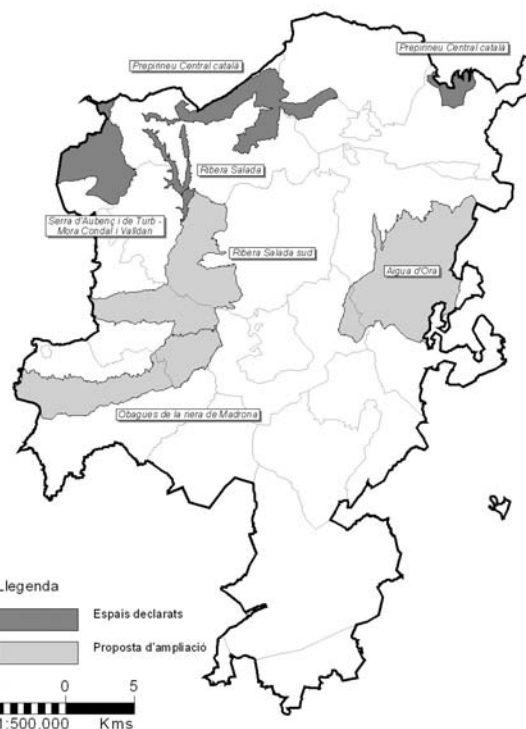 Prepirineu Central català
Prepirineu Central català
Ribera Salada
Serra d'Aubenç i de Turb -
Mora Condal i Valldan
Ribera Salada sud
Aigua d'Ora
Obagues de la riera de Madrona
Llegenda
Espais declarats
Proposta d'ampliació
0 5
1:500.000 Kms